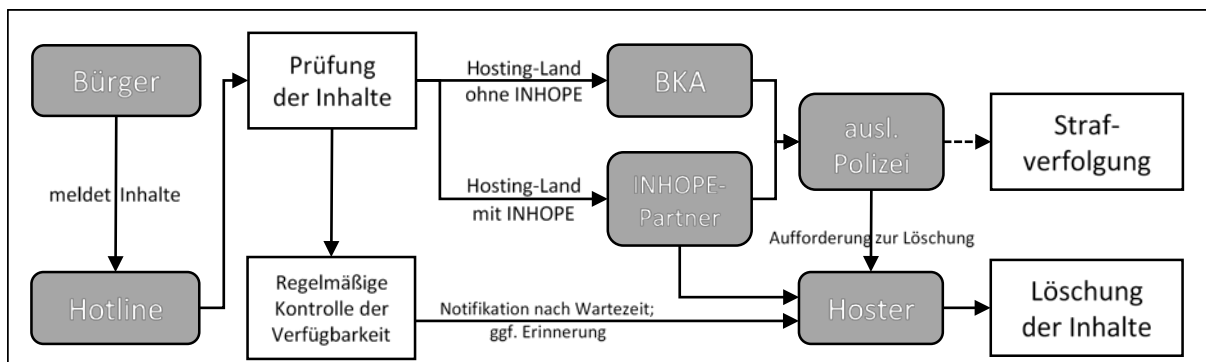 Bürger
meldet Inhalte
Hotline
Prüfung
der Inhalte
Regelmäßige
Kontrolle der
Verfügbarkeit
Hosting-Land
ohne INHOPE
Hosting-Land
mit INHOPE
BKA
INHOPE-
Partner
Notifikation nach Wartezeit;
ggf. Erinnerung
ausl.
Polizei
Aufforderung zur Löschung
Hoster
Straf-
verfolgung
Löschung
der Inhalte